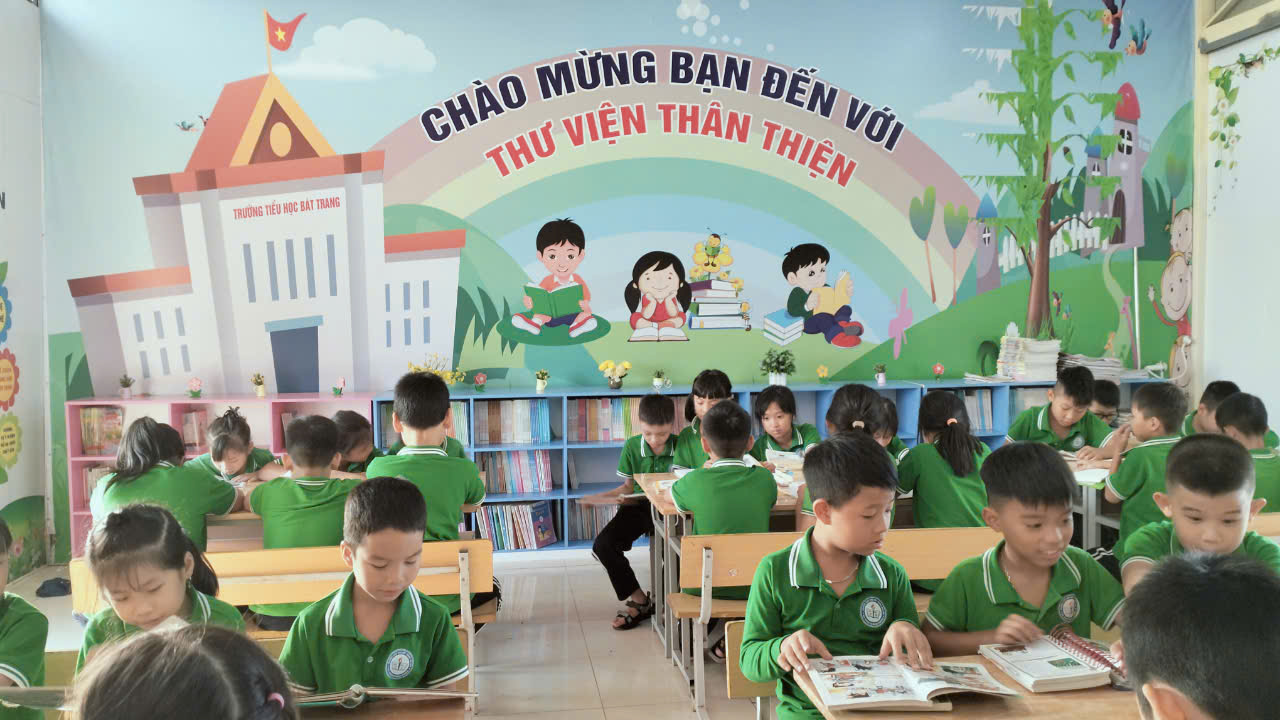 CHÀO MỪNG BẠN ĐẾN VỚI
THƯ VIỆN THÂN THIỆN
TRƯỜNG TIỂU HỌC BÁT TRANG